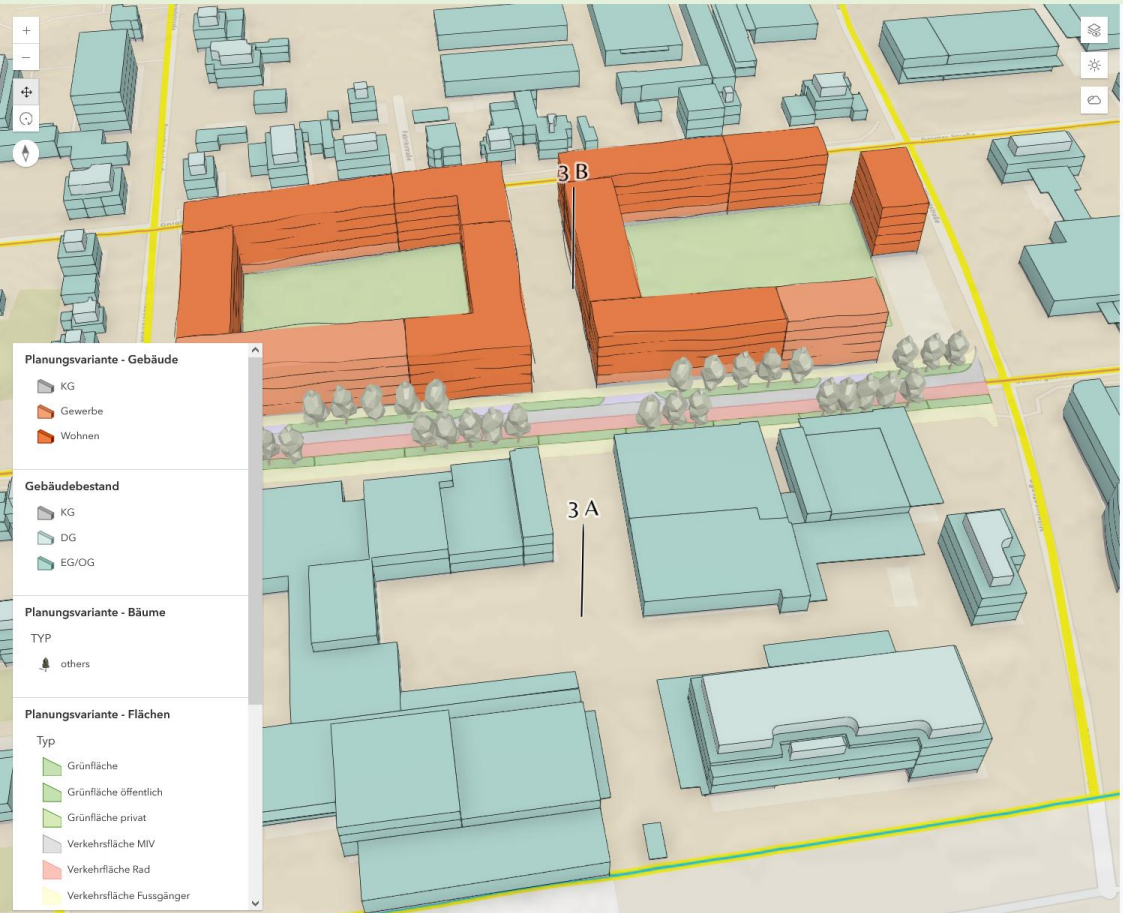 3 B
Planungsvariante - Gebäude
KG
Gewerbe
Wohnen
Gebäudebestand
KG
DG
EG/OG
3 A
Planungsvariante - Bäume
TYP
others
Planungsvariante - Flächen
Typ
Grünfläche
Grünfläche öffentlich
Grünfläche privat
Verkehrsfläche MIV
Verkehrfläche Rad
Verkehrsfläche Fussgänger